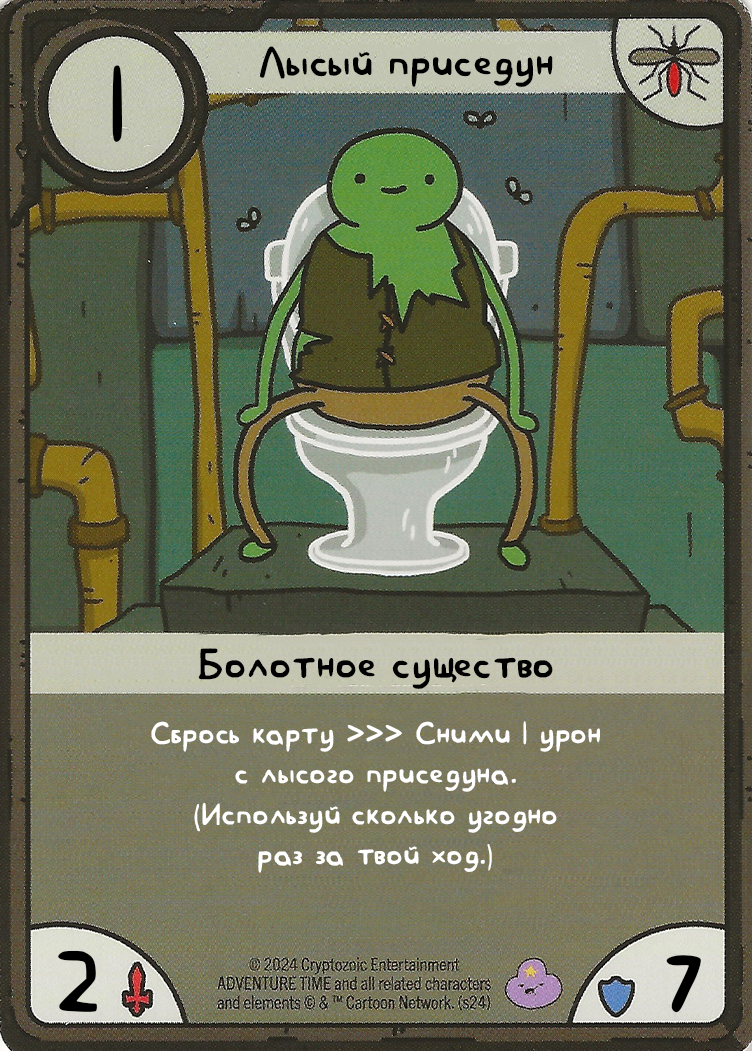 1
Лысый приседун
Болотное существо
Сбрось карту >>> Сними 1 урон
с лысого приседуна.
(Используй сколько угодно
раз за твой ход.)
2
© 2024 Cryptozoic Entertainment
ADVENTURE TIME and all related characters
and elements © & ™ Cartoon Network. (s24)
7